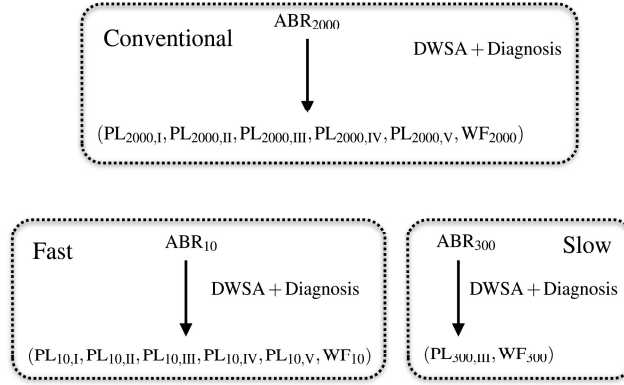 ABR2000
Conventional
DWSA + Diagnosis
(PL2000,I, PL2000,II, PL2000,III, PL2000,IV, PL2000,V, WF2000)
Fast
ABR10
DWSA + Diagnosis
(PL10,I, PL10,II, PL10,III, PL10,IV, PL10,V, WF10)
ABR300
Slow
DWSA + Diagnosis
(PL300,III, WF300)